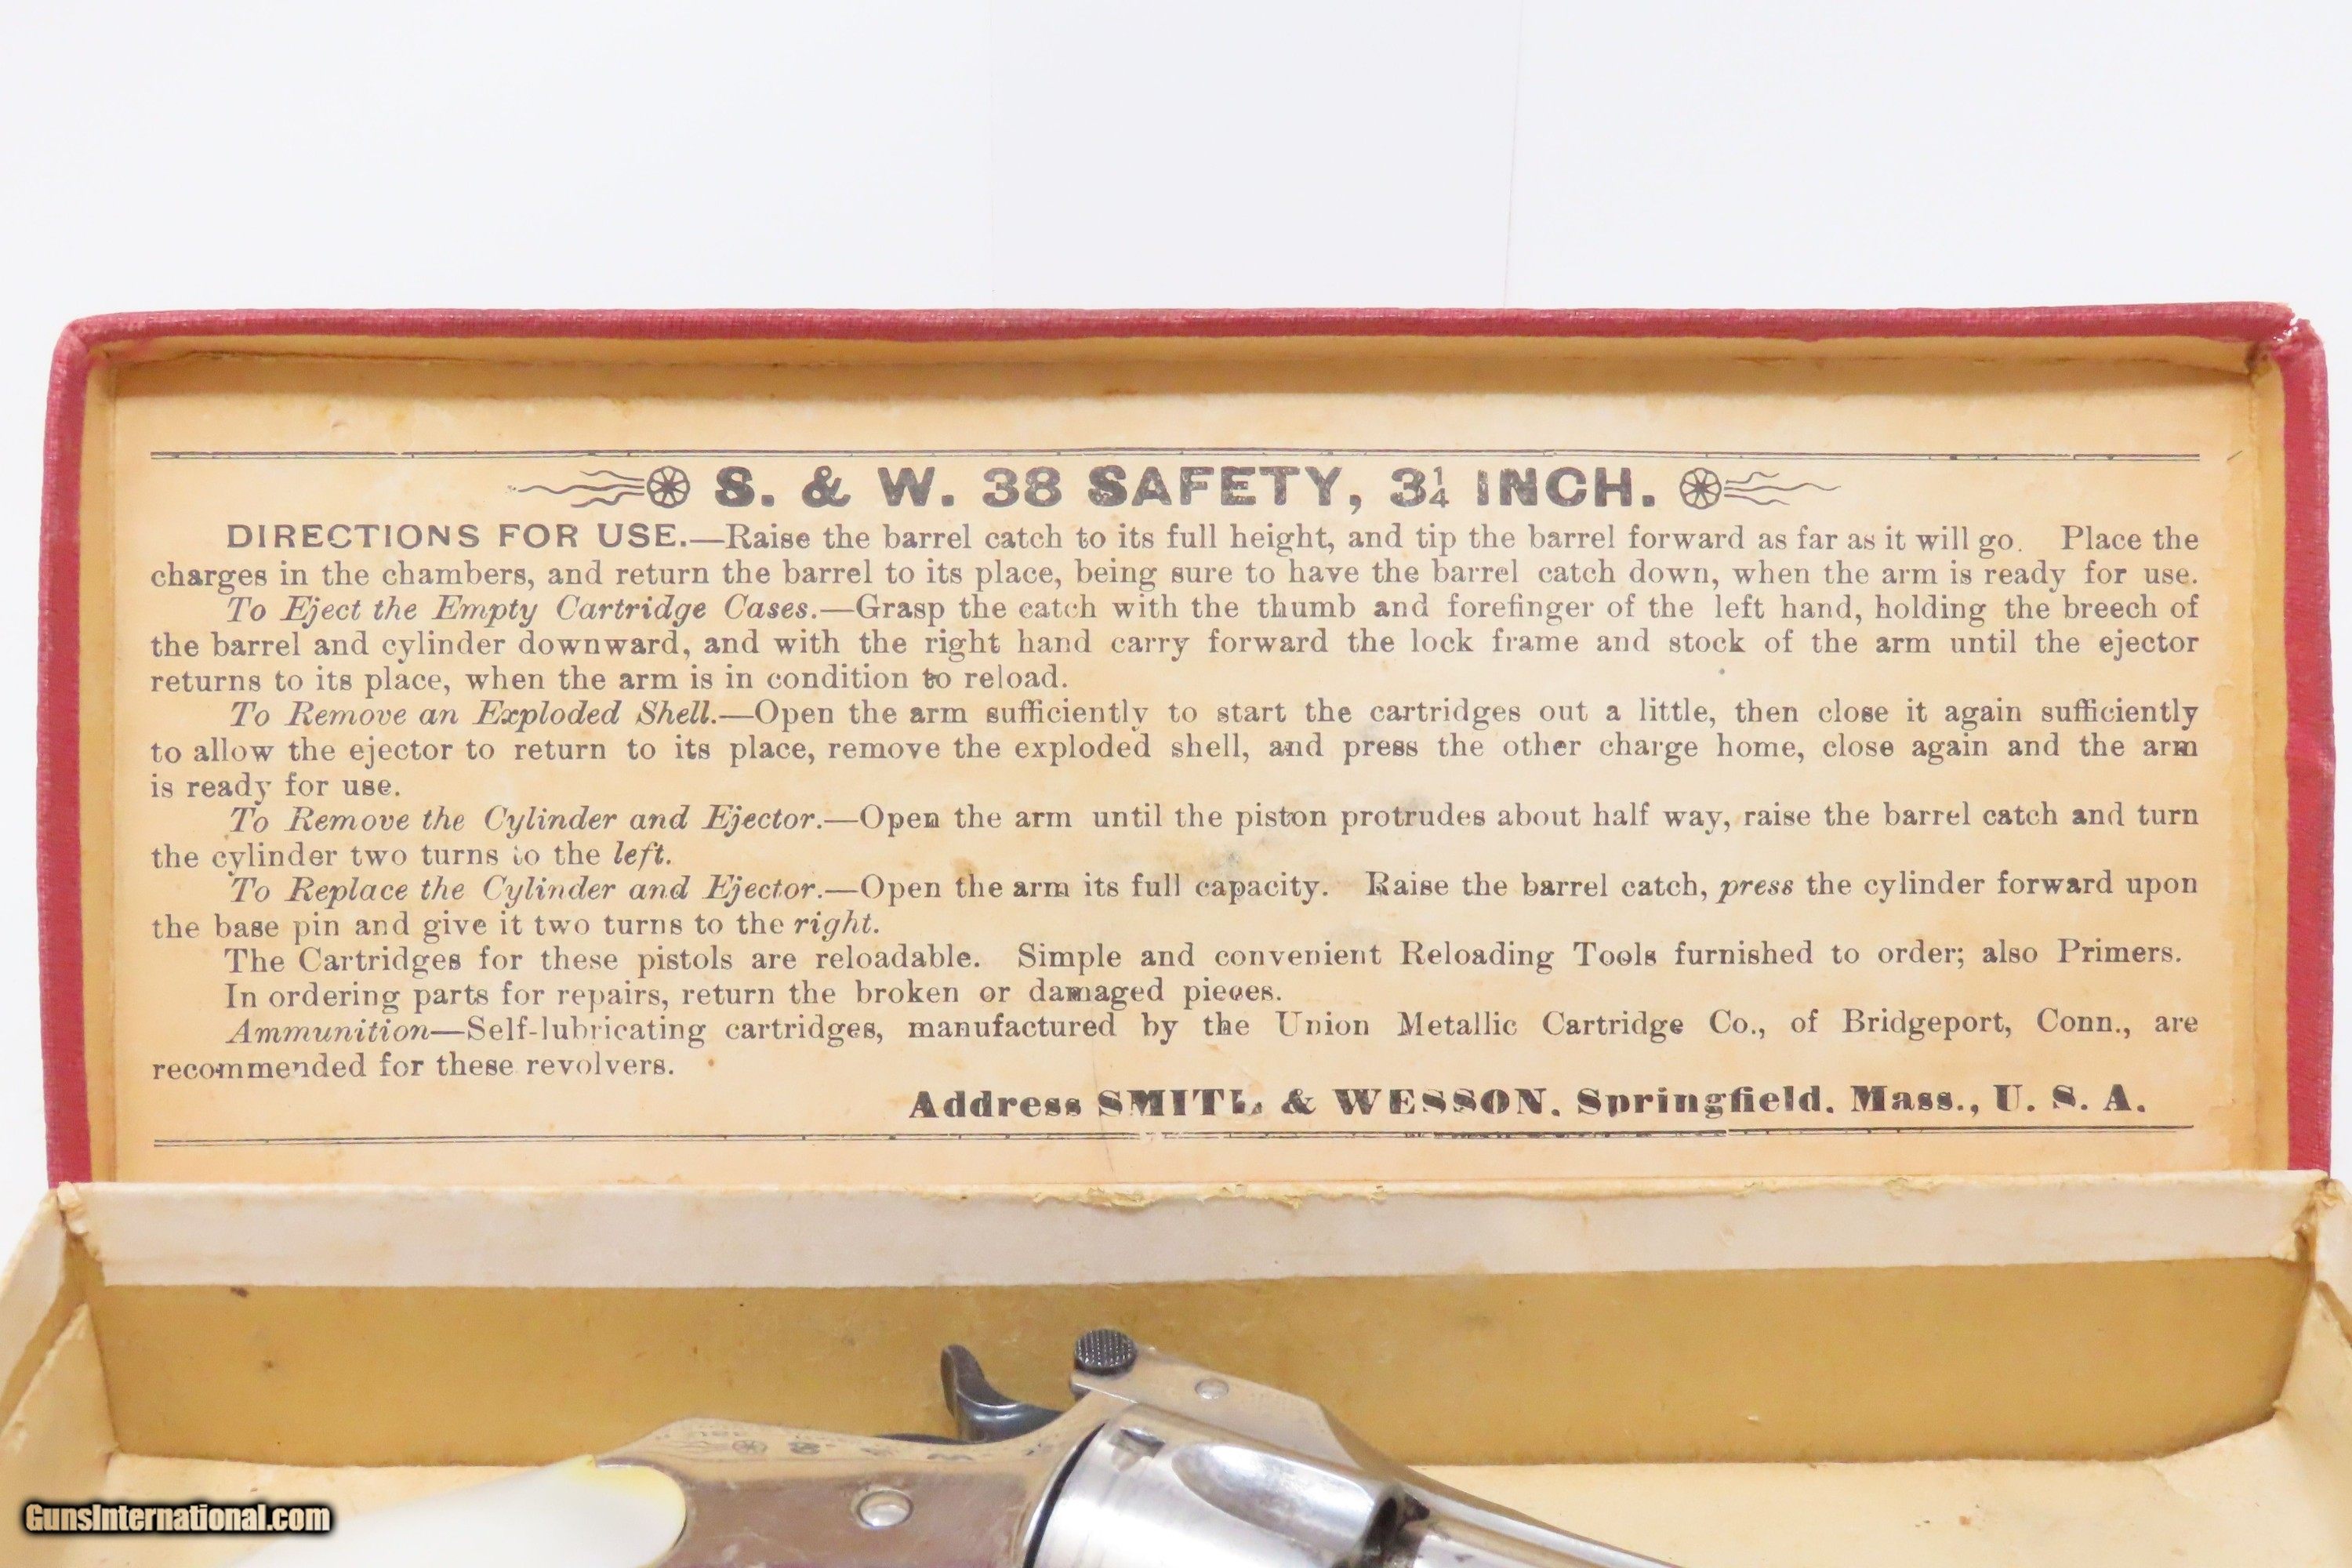 S. & W. 38 SAFETY, 3¼ INCH.
DIRECTIONS FOR USE.—Raise the barrel catch to its full height, and tip the barrel forward as far as it will go. Place the
charges in the chambers, and return the barrel to its place, being sure to have the barrel catch down, when the arm is ready for use.
To Eject the Empty Cartridge Cases.—Grasp the catch with the thumb and forefinger of the left hand, holding the breech of
the barrel and cylinder downward, and with the right hand carry forward the lock frame and stock of the arm until the ejector
returns to its place, when the arm is in condition to reload.
To Remove an Exploded Shell.—Open the arm sufficiently to start the cartridges out a little, then close it again sufficiently
to allow the ejector to return to its place, remove the exploded shell, and press the other charge home, close again and the arm
is ready for use.
To Remove the Cylinder and Ejector.—Open the arm until the piston protrudes about half way, raise the barrel catch and turn
the cylinder two turns to the left.
To Replace the Cylinder and Ejector.—Open the arm its full capacity. Raise the barrel catch, press the cylinder forward upon
the base pin and give it two turns to the right.
The Cartridges for these pistols are reloadable. Simple and convenient Reloading Tools furnished to order; also Primers.
In ordering parts for repairs, return the broken or damaged pieces.
Ammunition—Self-lubricating cartridges, manufactured by the Union Metallic Cartridge Co., of Bridgeport, Conn., are
recommended for these revolvers.
Address SMITH & WESSON, Springfield, Mass., U. S. A.
GunsInternational.com